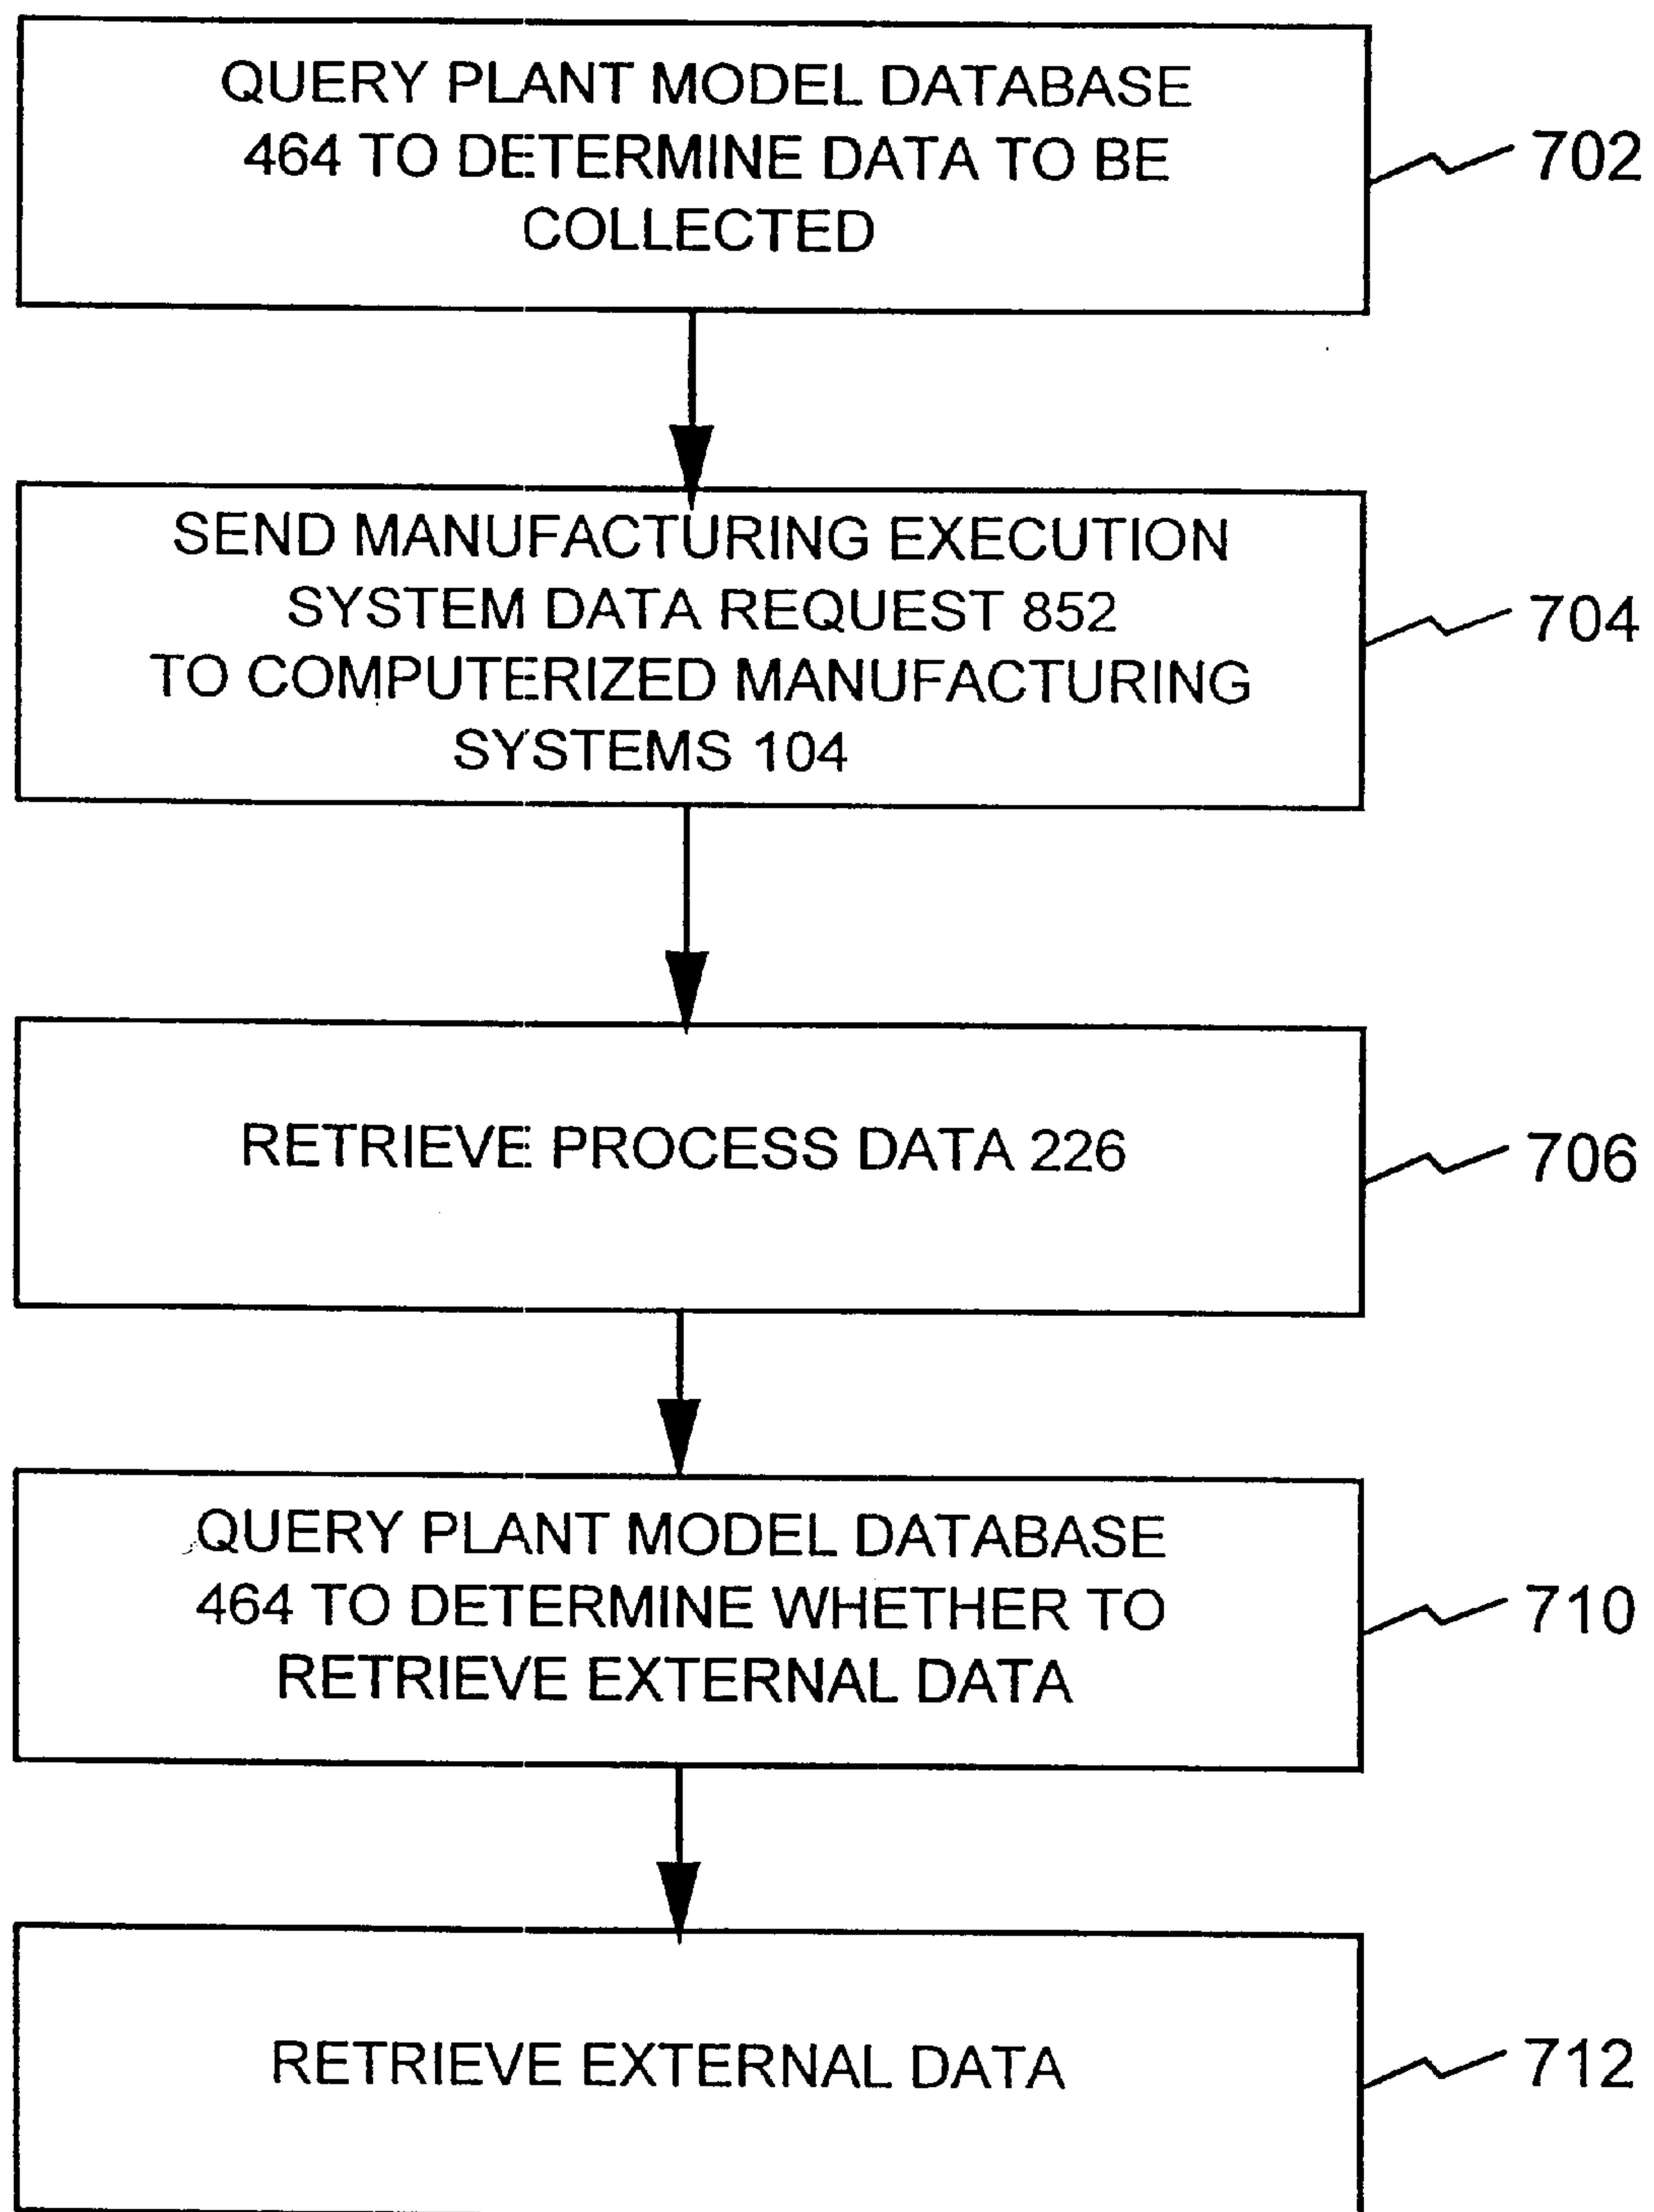 QUERY PLANT MODEL DATABASE
464 TO DETERMINE DATA TO BE
COLLECTED
702
SEND MANUFACTURING EXECUTION
SYSTEM DATA REQUEST 852
TO COMPUTERIZED MANUFACTURING
SYSTEMS 104
704
RETRIEVE PROCESS DATA 226
706
QUERY PLANT MODEL DATABASE
464 TO DETERMINE WHETHER TO
RETRIEVE EXTERNAL DATA
710
RETRIEVE EXTERNAL DATA
712